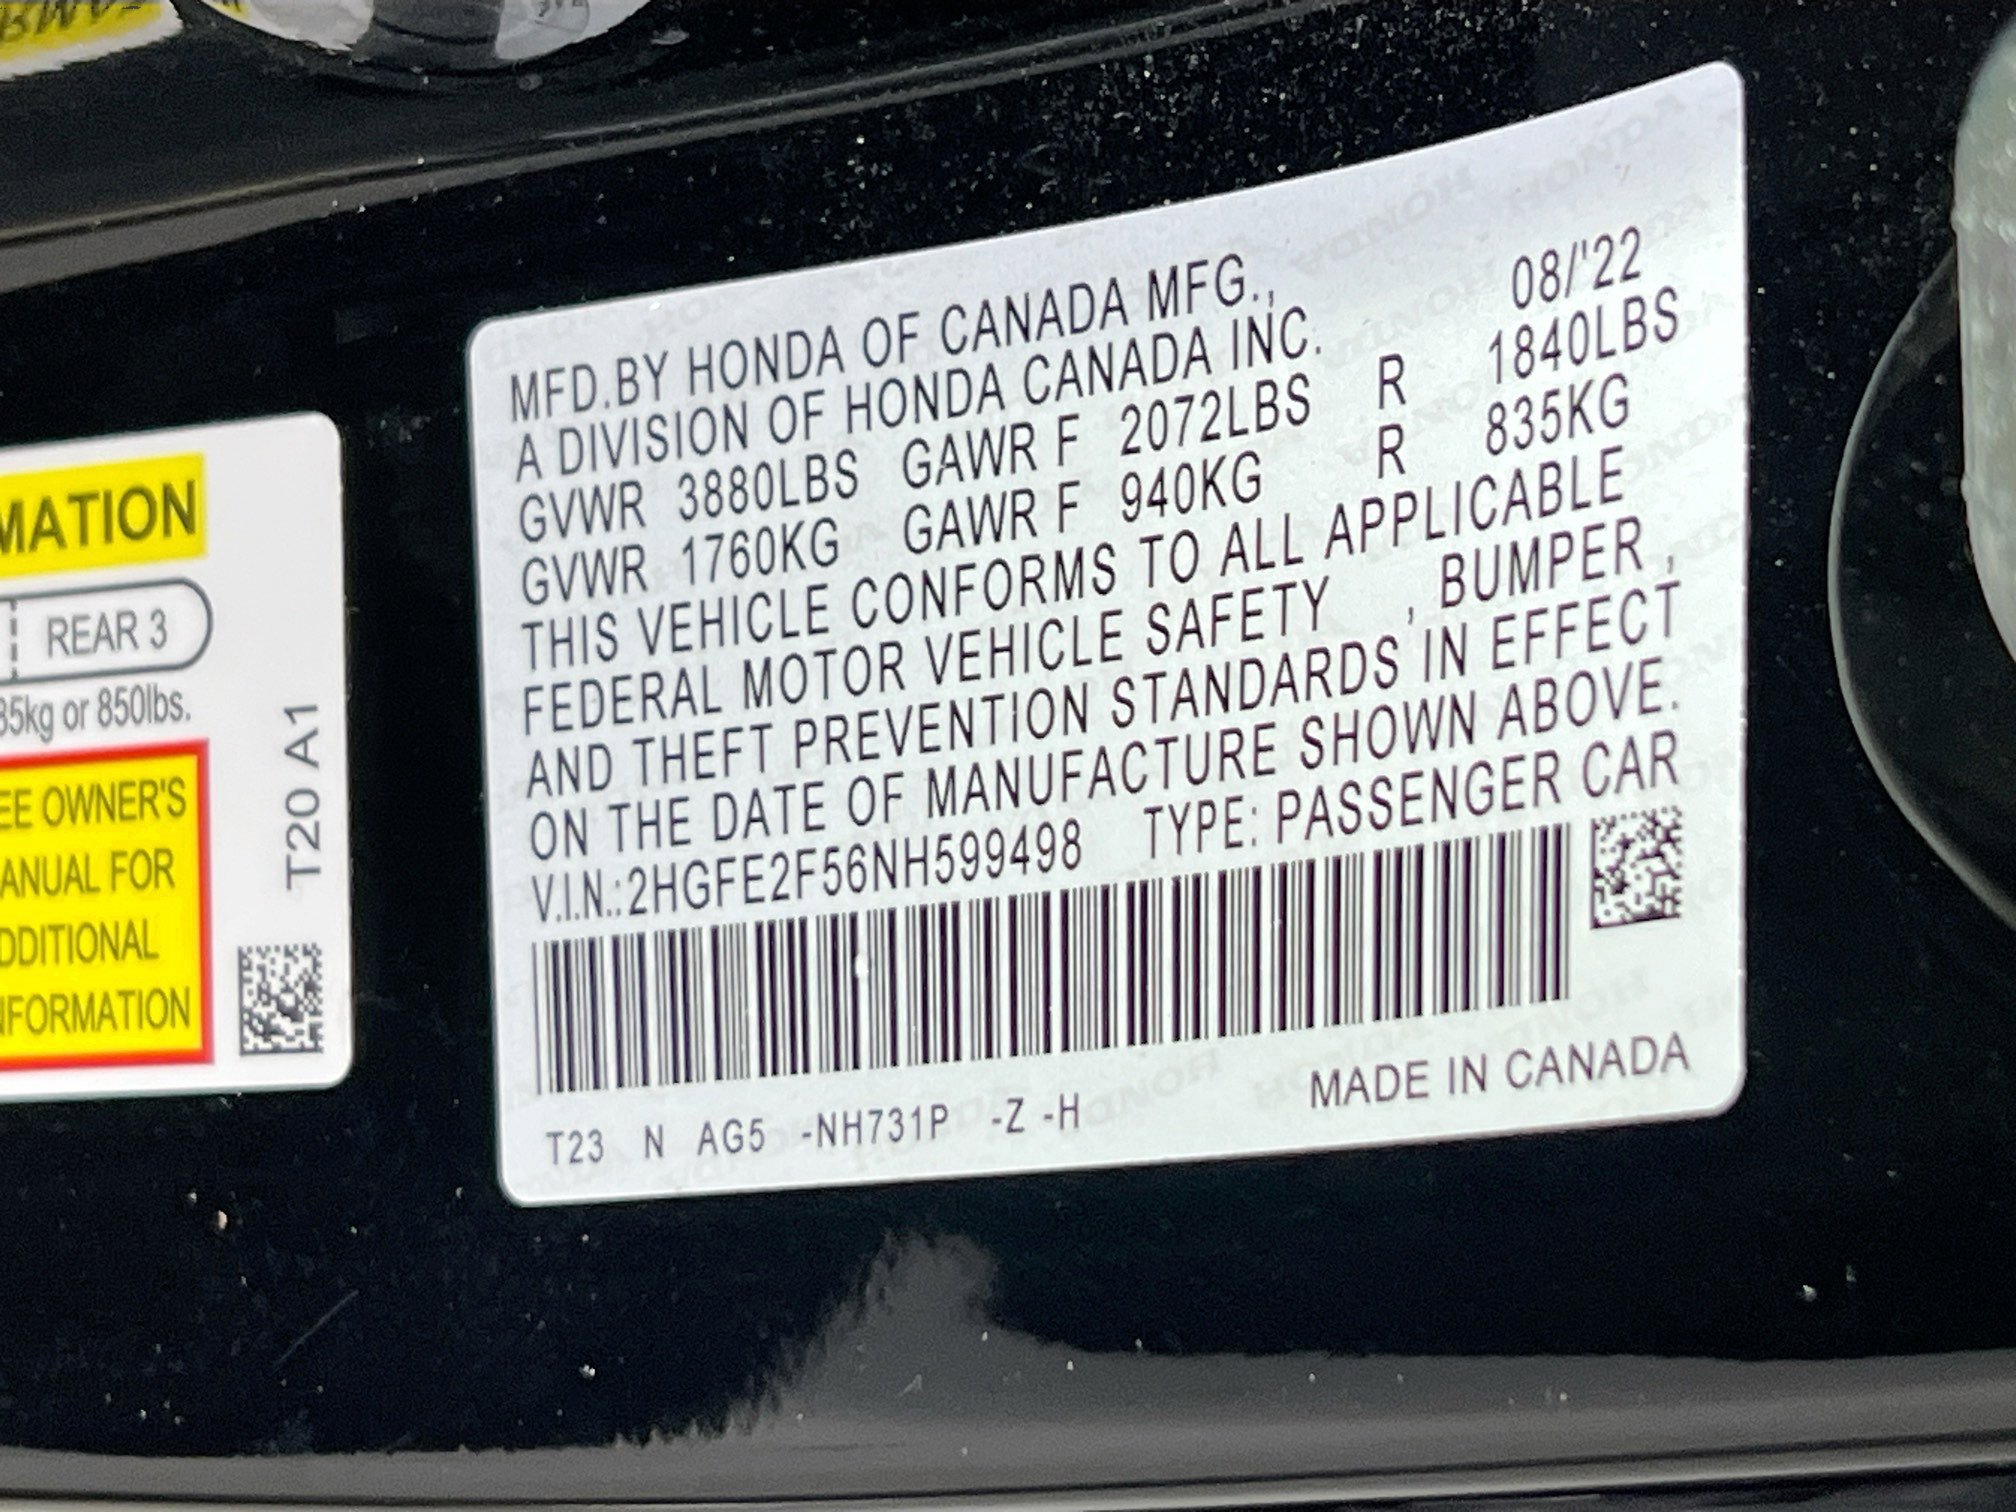 MATION
REAR 3
35kg or 850lbs.
EE OWNER'S
ANUAL FOR
DDITIONAL
NFORMATION
T20 A1
MFD.BY HONDA OF CANADA MFG., 08/'22
A DIVISION OF HONDA CANADA INC.
GVWR 3880LBS GAWR F 2072LBS R 1840LBS
GVWR 1760KG GAWR F 940KG R 835KG
THIS VEHICLE CONFORMS TO ALL APPLICABLE
FEDERAL MOTOR VEHICLE SAFETY , BUMPER ,
AND THEFT PREVENTION STANDARDS IN EFFECT
ON THE DATE OF MANUFACTURE SHOWN ABOVE.
V.I.N.:2HGFE2F56NH599498 TYPE: PASSENGER CAR
T23 N AG5 -NH731P -Z -H MADE IN CANADA